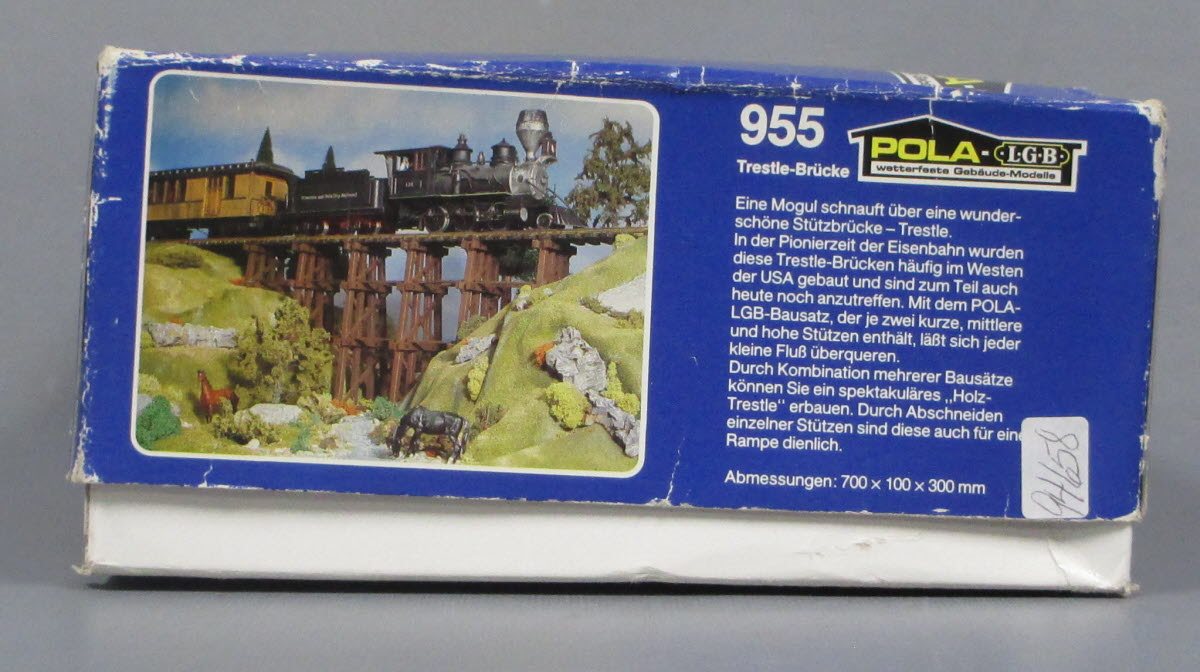 955
Trestle-Brücke
POLA-LGB
wetterfeste Gebäude-Modelle
Eine Mogul schnauft über eine wunder-
schöne Stützbrücke – Trestle.
In der Pionierzeit der Eisenbahn wurden
diese Trestle-Brücken häufig im Westen
der USA gebaut und sind zum Teil auch
heute noch anzutreffen. Mit dem POLA-
LGB-Bausatz, der je zwei kurze, mittlere
und hohe Stützen enthält, läßt sich jeder
kleine Fluß überqueren.
Durch Kombination mehrerer Bausätze
können Sie ein spektakuläres „Holz-
Trestle" erbauen. Durch Abschneiden
einzelner Stützen sind diese auch für eine
Rampe dienlich.
Abmessungen: 700 × 100 × 300 mm